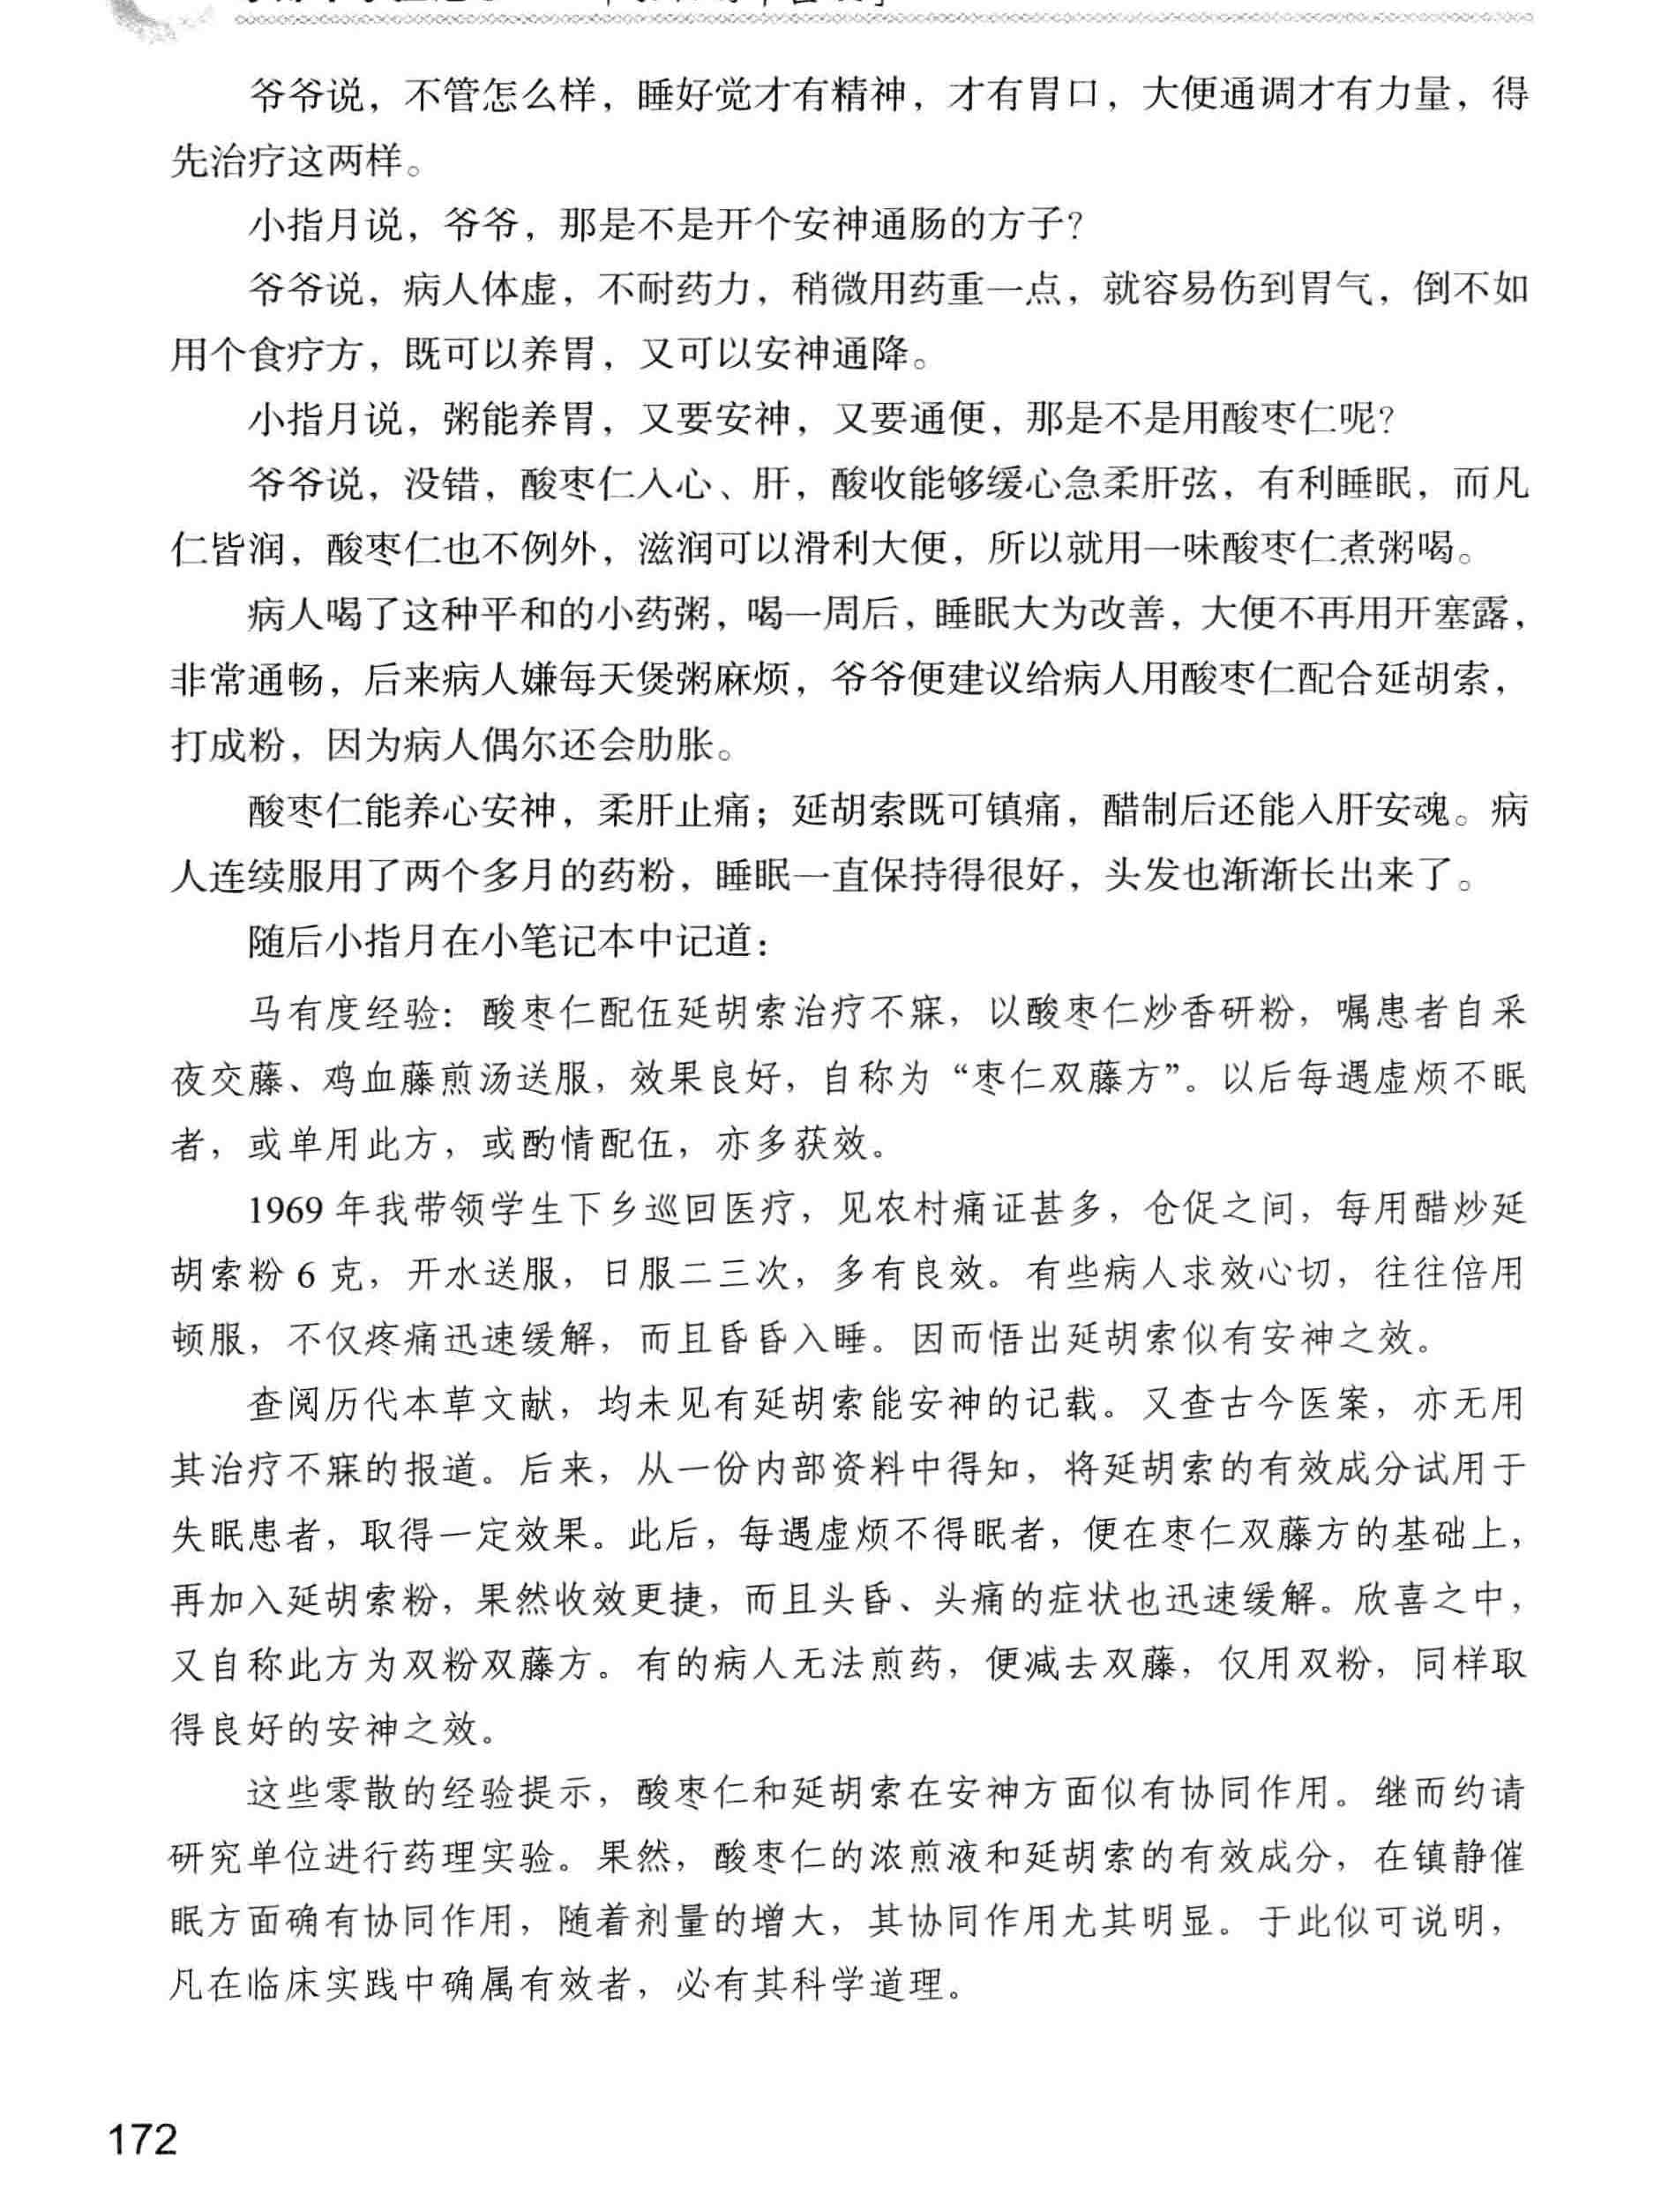 爷爷说，不管怎么样，睡好觉才有精神，才有胃口，大便通调才有力量，得
先治疗这两样。
小指月说，爷爷，那是不是开个安神通肠的方子？
爷爷说，病人体虚，不耐药力，稍微用药重一点，就容易伤到胃气，倒不如
用个食疗方，既可以养胃，又可以安神通降。
小指月说，粥能养胃，又要安神，又要通便，那是不是用酸枣仁呢？
爷爷说，没错，酸枣仁入心、肝，酸收能够缓心急柔肝弦，有利睡眠，而凡
仁皆润，酸枣仁也不例外，滋润可以滑利大便，所以就用一味酸枣仁煮粥喝。
病人喝了这种平和的小药粥，喝一周后，睡眠大为改善，大便不再用开塞露，
非常通畅，后来病人嫌每天煲粥麻烦，爷爷便建议给病人用酸枣仁配合延胡索，
打成粉，因为病人偶尔还会肋胀。
酸枣仁能养心安神，柔肝止痛；延胡索既可镇痛，醋制后还能入肝安魂。病
人连续服用了两个多月的药粉，睡眠一直保持得很好，头发也渐渐长出来了。
随后小指月在小笔记本中记道：
马有度经验：酸枣仁配伍延胡索治疗不寐，以酸枣仁炒香研粉，嘱患者自采
夜交藤、鸡血藤煎汤送服，效果良好，自称为“枣仁双藤方”。以后每遇虚烦不眠
者，或单用此方，或酌情配伍，亦多获效。
1969 年我带领学生下乡巡回医疗，见农村痛证甚多，仓促之间，每用醋炒延
胡索粉 6 克，开水送服，日服二三次，多有良效。有些病人求效心切，往往倍用
顿服，不仅疼痛迅速缓解，而且昏昏入睡。因而悟出延胡索似有安神之效。
查阅历代本草文献，均未见有延胡索能安神的记载。又查古今医案，亦无用
其治疗不寐的报道。后来，从一份内部资料中得知，将延胡索的有效成分试用于
失眠患者，取得一定效果。此后，每遇虚烦不得眠者，便在枣仁双藤方的基础上，
再加入延胡索粉，果然收效更捷，而且头昏、头痛的症状也迅速缓解。欣喜之中，
又自称此方为双粉双藤方。有的病人无法煎药，便减去双藤，仅用双粉，同样取
得良好的安神之效。
这些零散的经验提示，酸枣仁和延胡索在安神方面似有协同作用。继而约请
研究单位进行药理实验。果然，酸枣仁的浓煎液和延胡索的有效成分，在镇静催
眠方面确有协同作用，随着剂量的增大，其协同作用尤其明显。于此似可说明，
凡在临床实践中确属有效者，必有其科学道理。
172